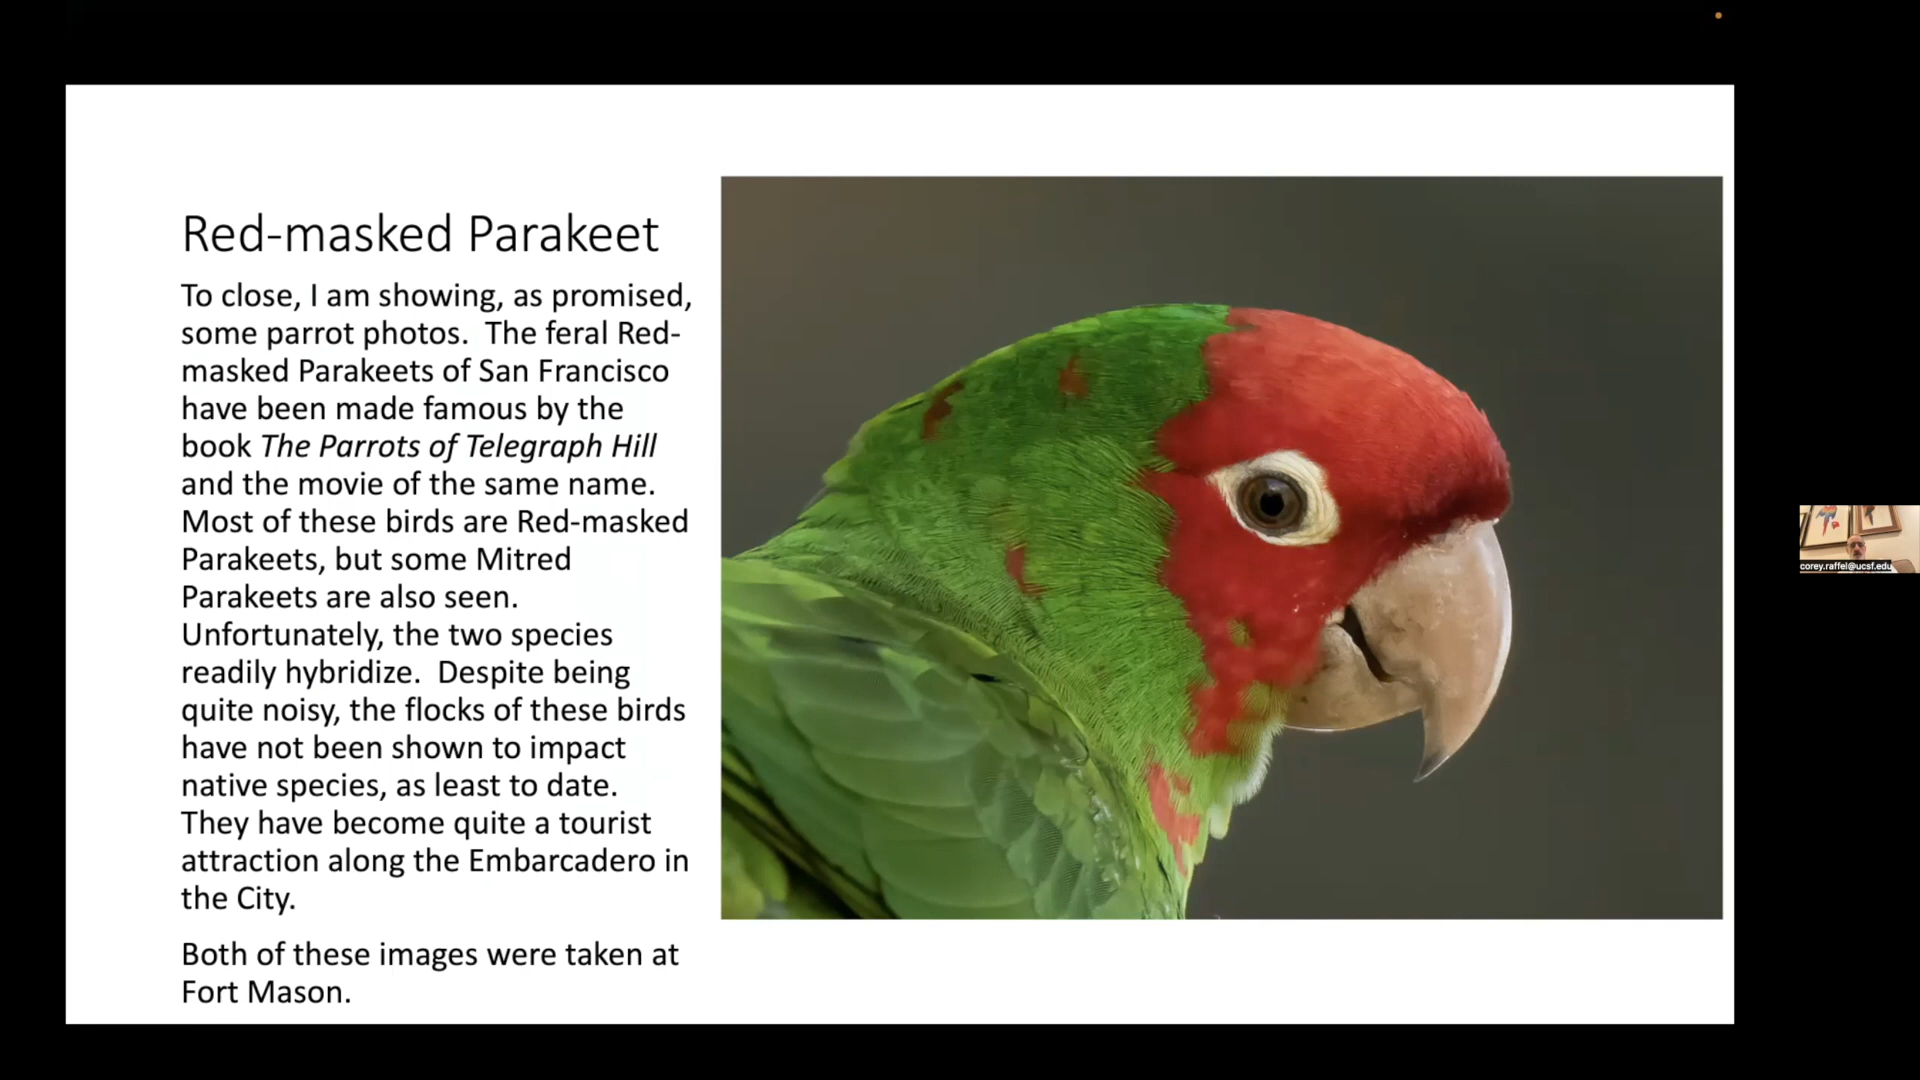 Red-masked Parakeet
To close, I am showing, as promised,
some parrot photos.  The feral Red-
masked Parakeets of San Francisco
have been made famous by the
book The Parrots of Telegraph Hill
and the movie of the same name.
Most of these birds are Red-masked
Parakeets, but some Mitred
Parakeets are also seen.
Unfortunately, the two species
readily hybridize.  Despite being
quite noisy, the flocks of these birds
have not been shown to impact
native species, as least to date.
They have become quite a tourist
attraction along the Embarcadero in
the City.
Both of these images were taken at
Fort Mason.
corey.raffel@ucsf.edu